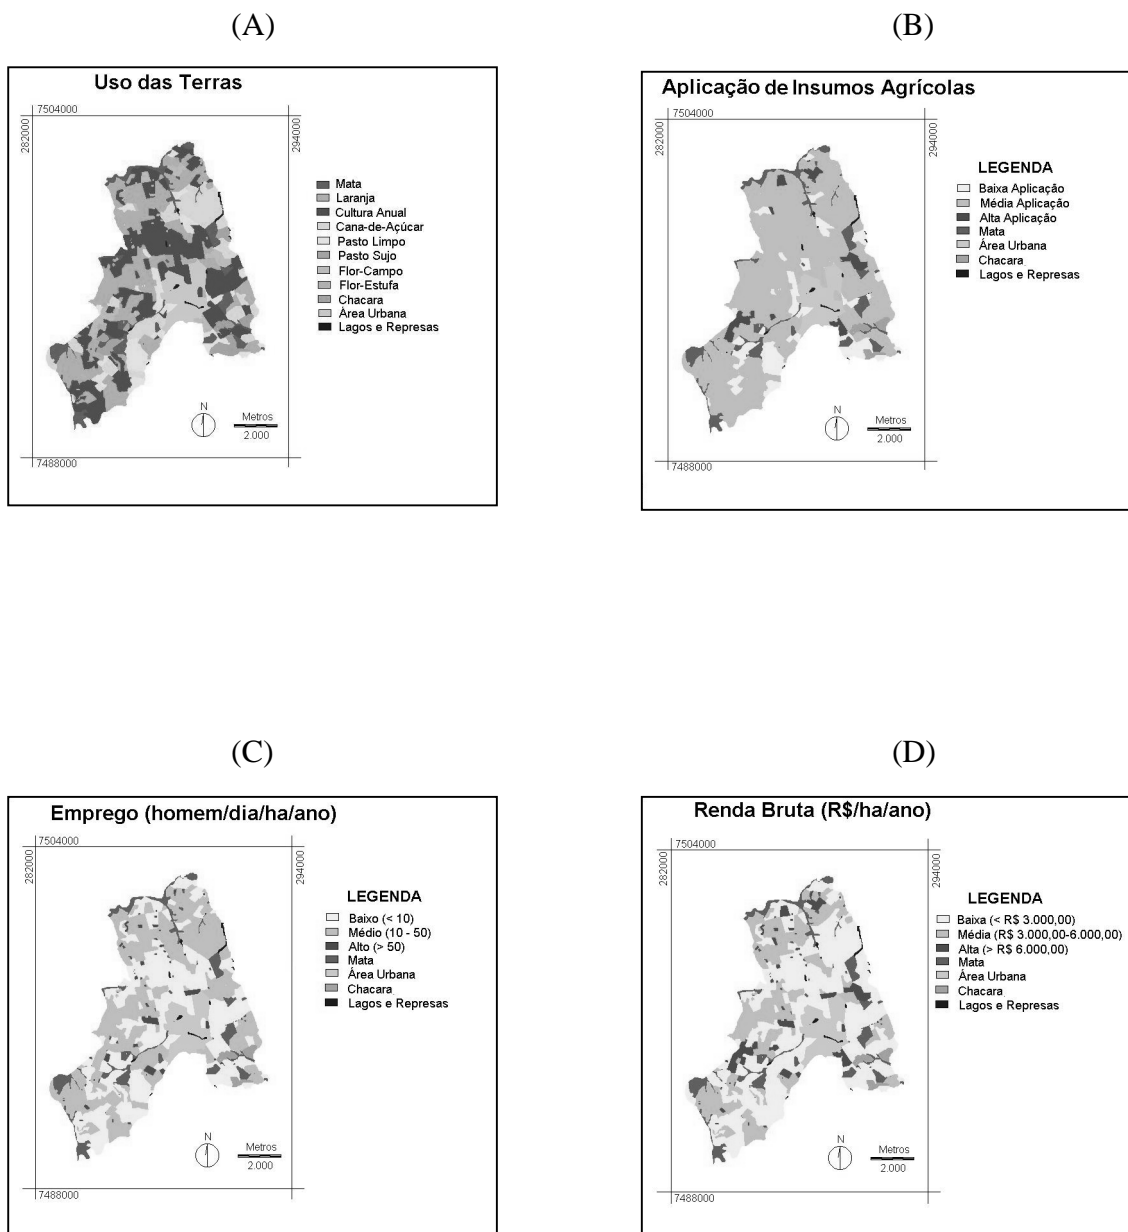 (A)
Uso das Terras
7504000
282000
294000
Mata
Laranja
Cultura Anual
Cana-de-Açúcar
Pasto Limpo
Pasto Sujo
Flor-Campo
Flor-Estufa
Chacara
Área Urbana
Lagos e Represas
N
Metros
2.000
7488000
(B)
Aplicação de Insumos Agrícolas
7504000
282000
294000
LEGENDA
Baixa Aplicação
Média Aplicação
Alta Aplicação
Mata
Área Urbana
Chacara
Lagos e Represas
N
Metros
2.000
7488000
(C)
Emprego (homem/dia/ha/ano)
7504000
282000
294000
LEGENDA
Baixo (< 10)
Médio (10 - 50)
Alto (> 50)
Mata
Área Urbana
Chacara
Lagos e Represas
N
Metros
2.000
7488000
(D)
Renda Bruta (R$/ha/ano)
7504000
282000
294000
LEGENDA
Baixa (< R$ 3.000,00)
Média (R$ 3.000,00-6.000,00)
Alta (> R$ 6.000,00)
Mata
Área Urbana
Chacara
Lagos e Represas
N
Metros
2.000
7488000